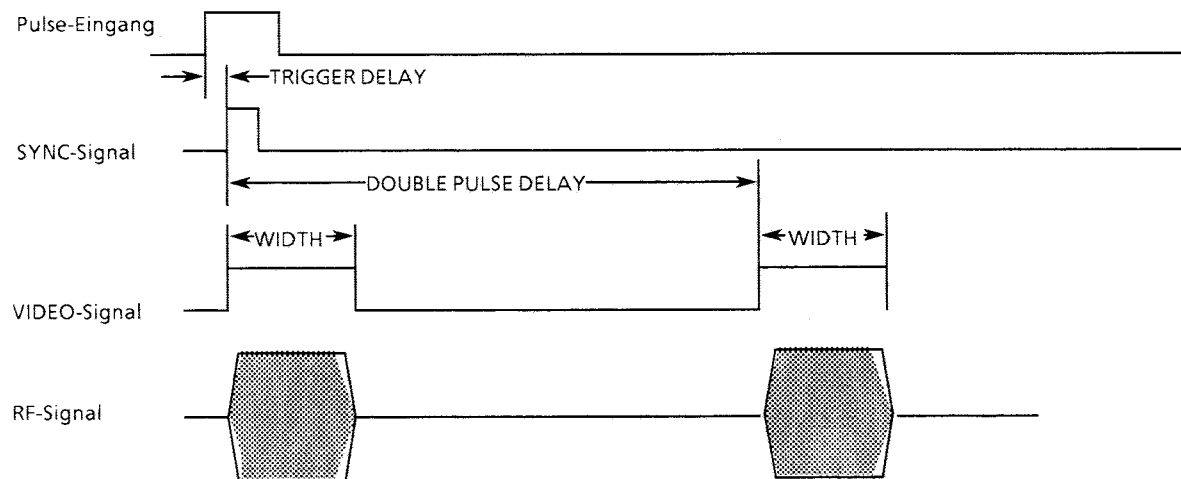 Pulse-Eingang
TRIGGER DELAY
SYNC-Signal
DOUBLE PULSE DELAY
WIDTH
WIDTH
VIDEO-Signal
RF-Signal